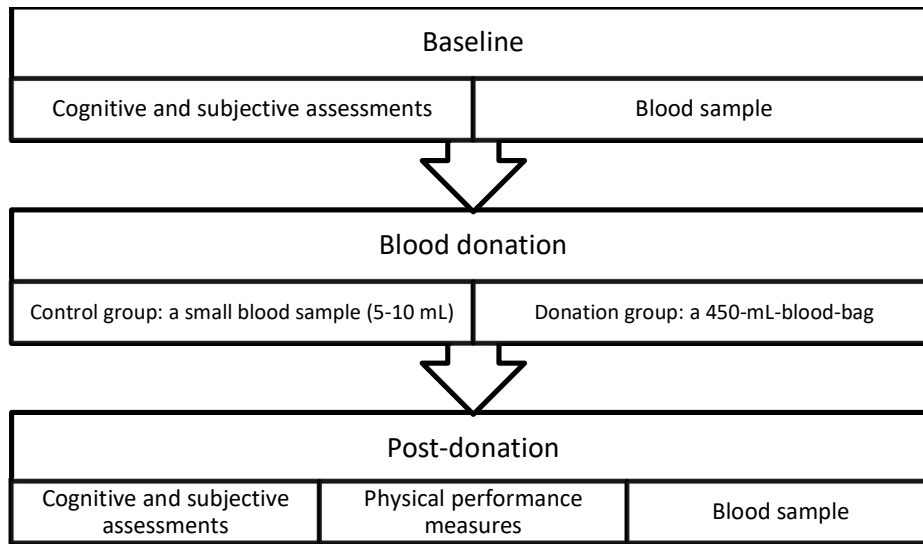 Baseline
Cognitive and subjective assessments
Blood sample
Blood donation
Control group: a small blood sample (5-10 mL)
Donation group: a 450-mL-blood-bag
Post-donation
Cognitive and subjective
assessments
Physical performance
measures
Blood sample